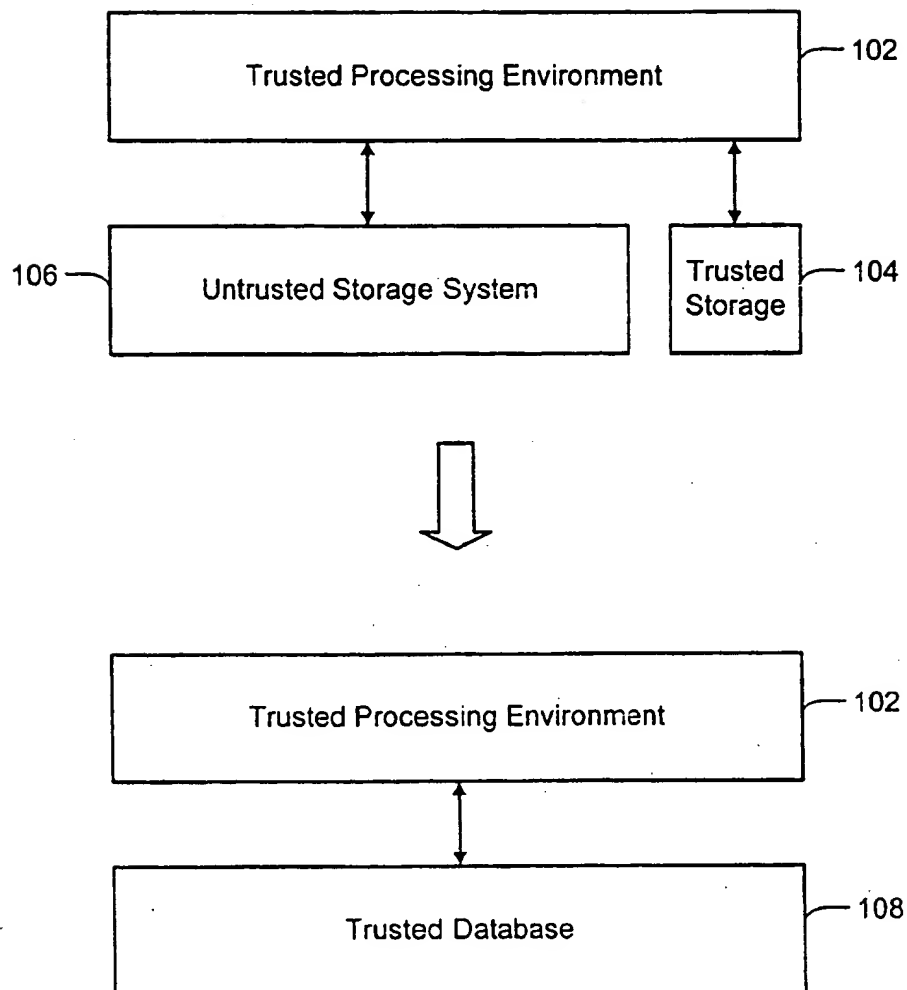 Trusted Processing Environment
102
106
Untrusted Storage System
Trusted
Storage
104
Trusted Processing Environment
102
Trusted Database
108